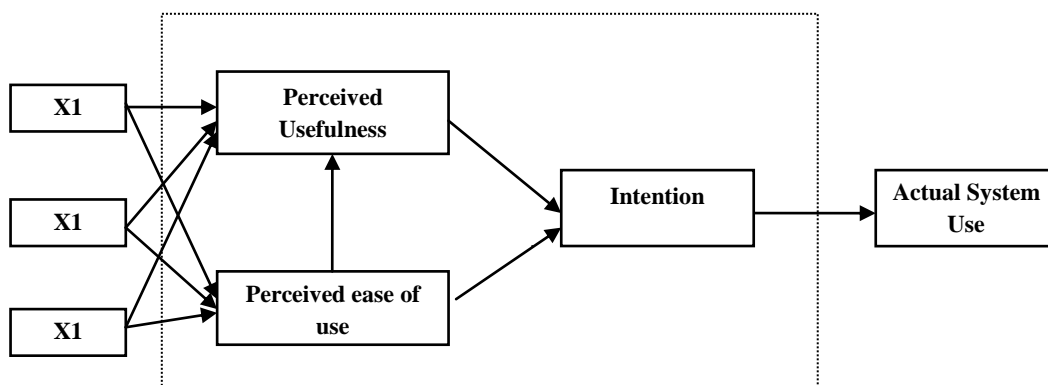 X1
X1
X1
Perceived
Usefulness
Perceived ease of
use
Intention
Actual System
Use